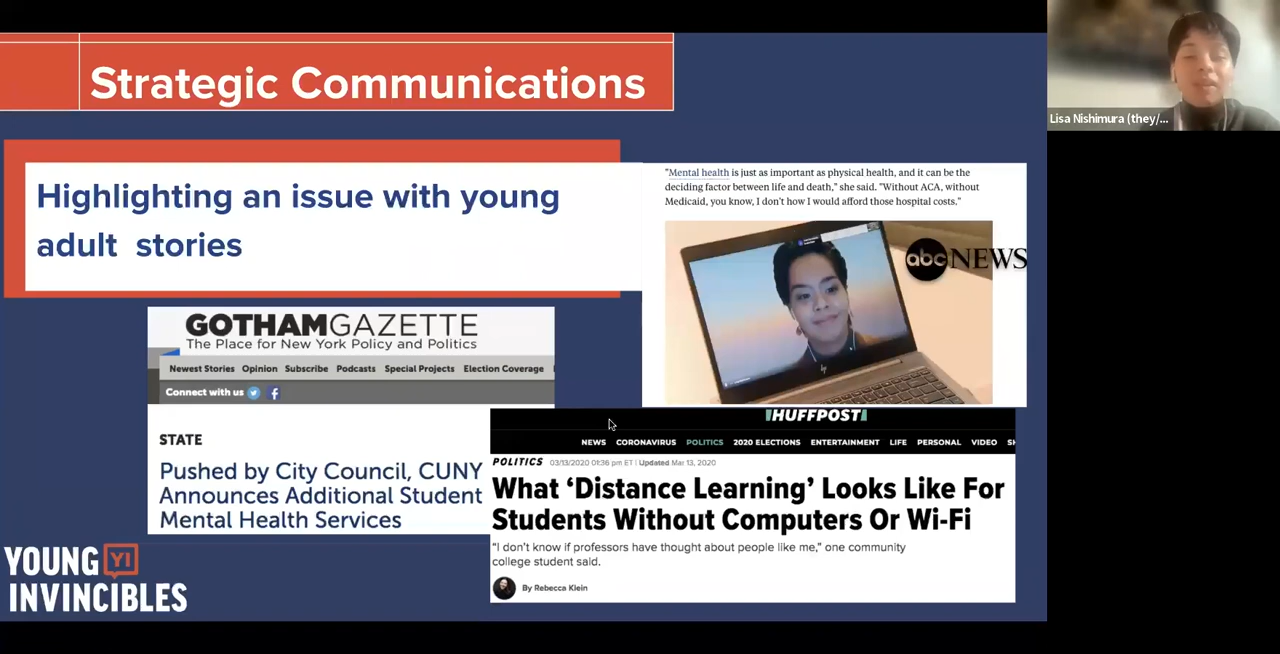 Strategic Communications
Highlighting an issue with young
adult stories
"Mental health is just as important as physical health, and it can be the
deciding factor between life and death," she said. "Without ACA, without
Medicaid, you know, I don't how I would afford those hospital costs."
abc NEWS
hp
GOTHAMGAZETTE
The Place for New York Policy and Politics
Newest Stories Opinion Subscribe Podcasts Special Projects Election Coverage
Connect with us
STATE
Pushed by City Council, CUNY
Announces Additional Student
Mental Health Services
HUFFPOST
NEWS CORONAVIRUS POLITICS 2020 ELECTIONS ENTERTAINMENT LIFE PERSONAL VIDEO SH
POLITICS 03/13/2020 01:36 pm ET | Updated Mar 13, 2020
What ‘Distance Learning’ Looks Like For
Students Without Computers Or Wi-Fi
“I don’t know if professors have thought about people like me,” one community
college student said.
By Rebecca Klein
YOUNG YI
INVINCIBLES
Lisa Nishimura (they/...